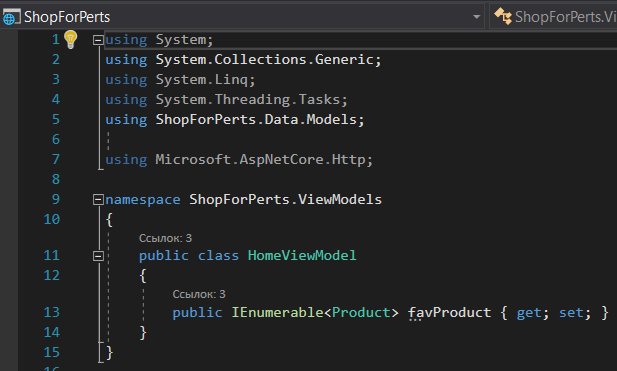 ShopForPerts ShopForPerts.Vi
1 using System;
2 using System.Collections.Generic;
3 using System.Linq;
4 using System.Threading.Tasks;
5 using ShopForPerts.Data.Models;
6
7 using Microsoft.AspNetCore.Http;
8
9 namespace ShopForPerts.ViewModels
10 {
Ссылок: 3
11 public class HomeViewModel
12 {
Ссылок: 3
13 public IEnumerable<Product> favProduct { get; set; }
14 }
15 }
16